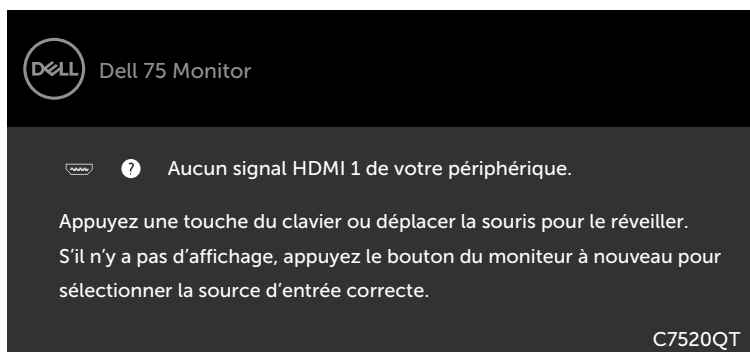 DELL
Dell 75 Monitor
? Aucun signal HDMI 1 de votre périphérique.
Appuyez une touche du clavier ou déplacer la souris pour le réveiller.
S’il n’y a pas d’affichage, appuyez le bouton du moniteur à nouveau pour
sélectionner la source d’entrée correcte.
C7520QT